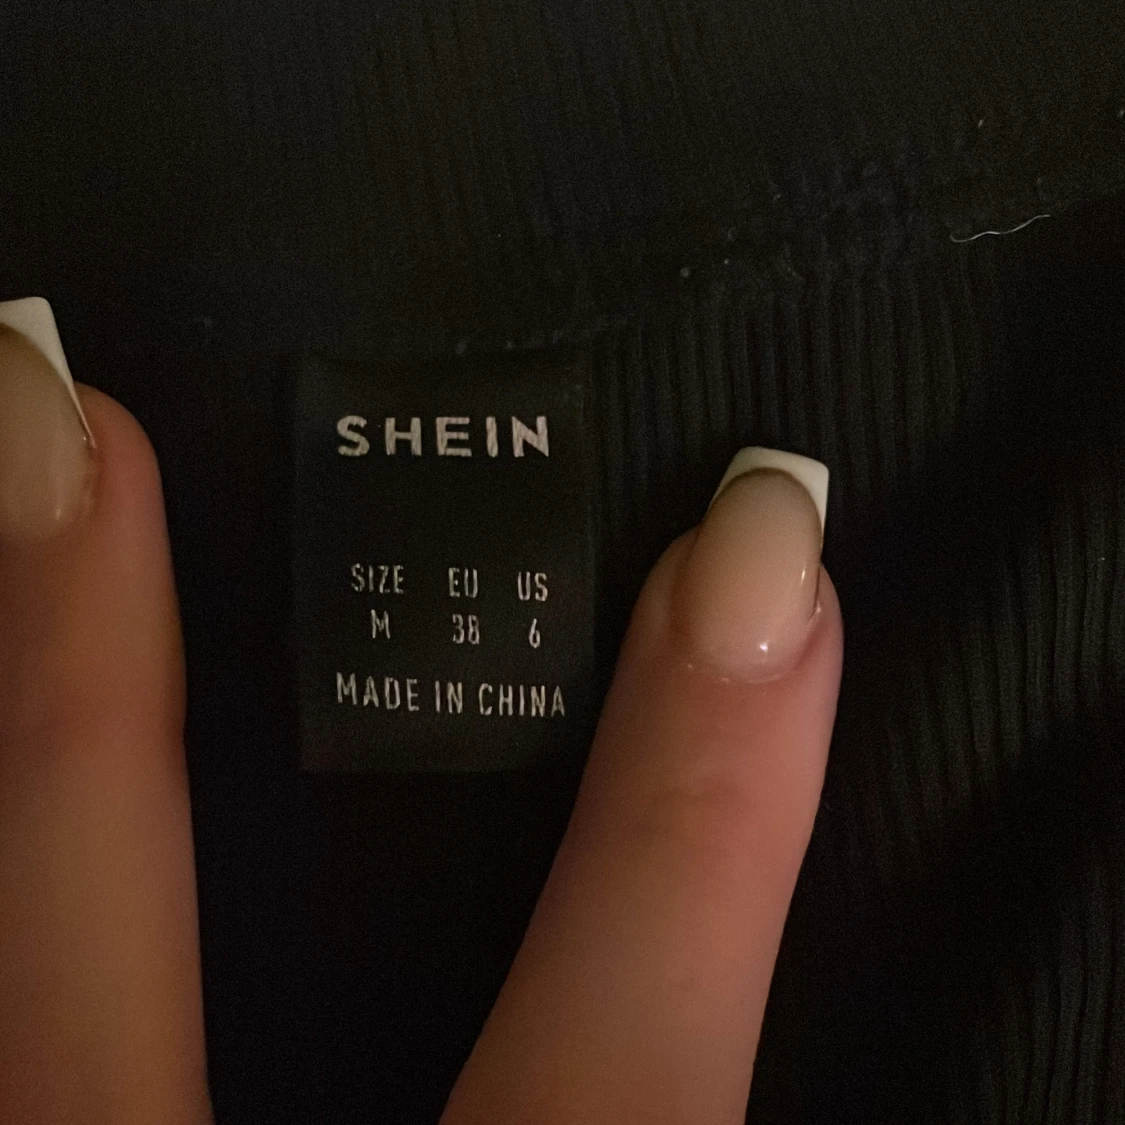 SHEIN
SIZE EU US
M 38 6
MADE IN CHINA